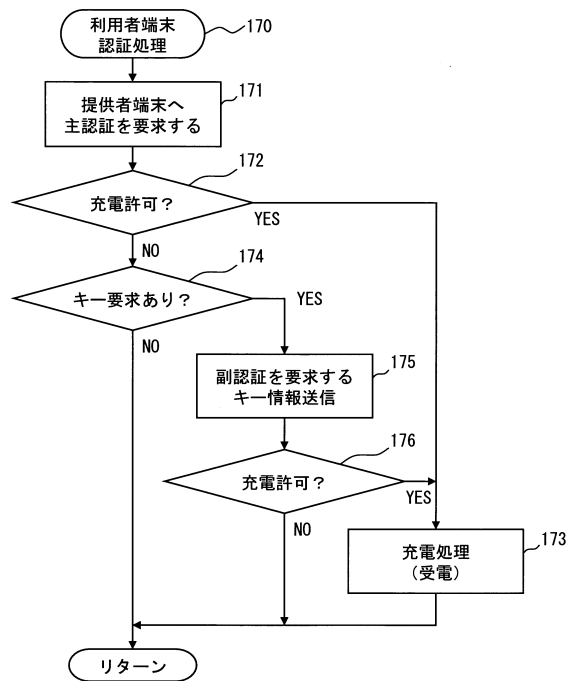 利用者端末
認証処理
170
171
提供者端末へ
主認証を要求する
172
充電許可？
YES
NO
174
キー要求あり？
YES
NO
175
副認証を要求する
キー情報送信
176
充電許可？
YES
NO
173
充電処理
（受電）
リターン